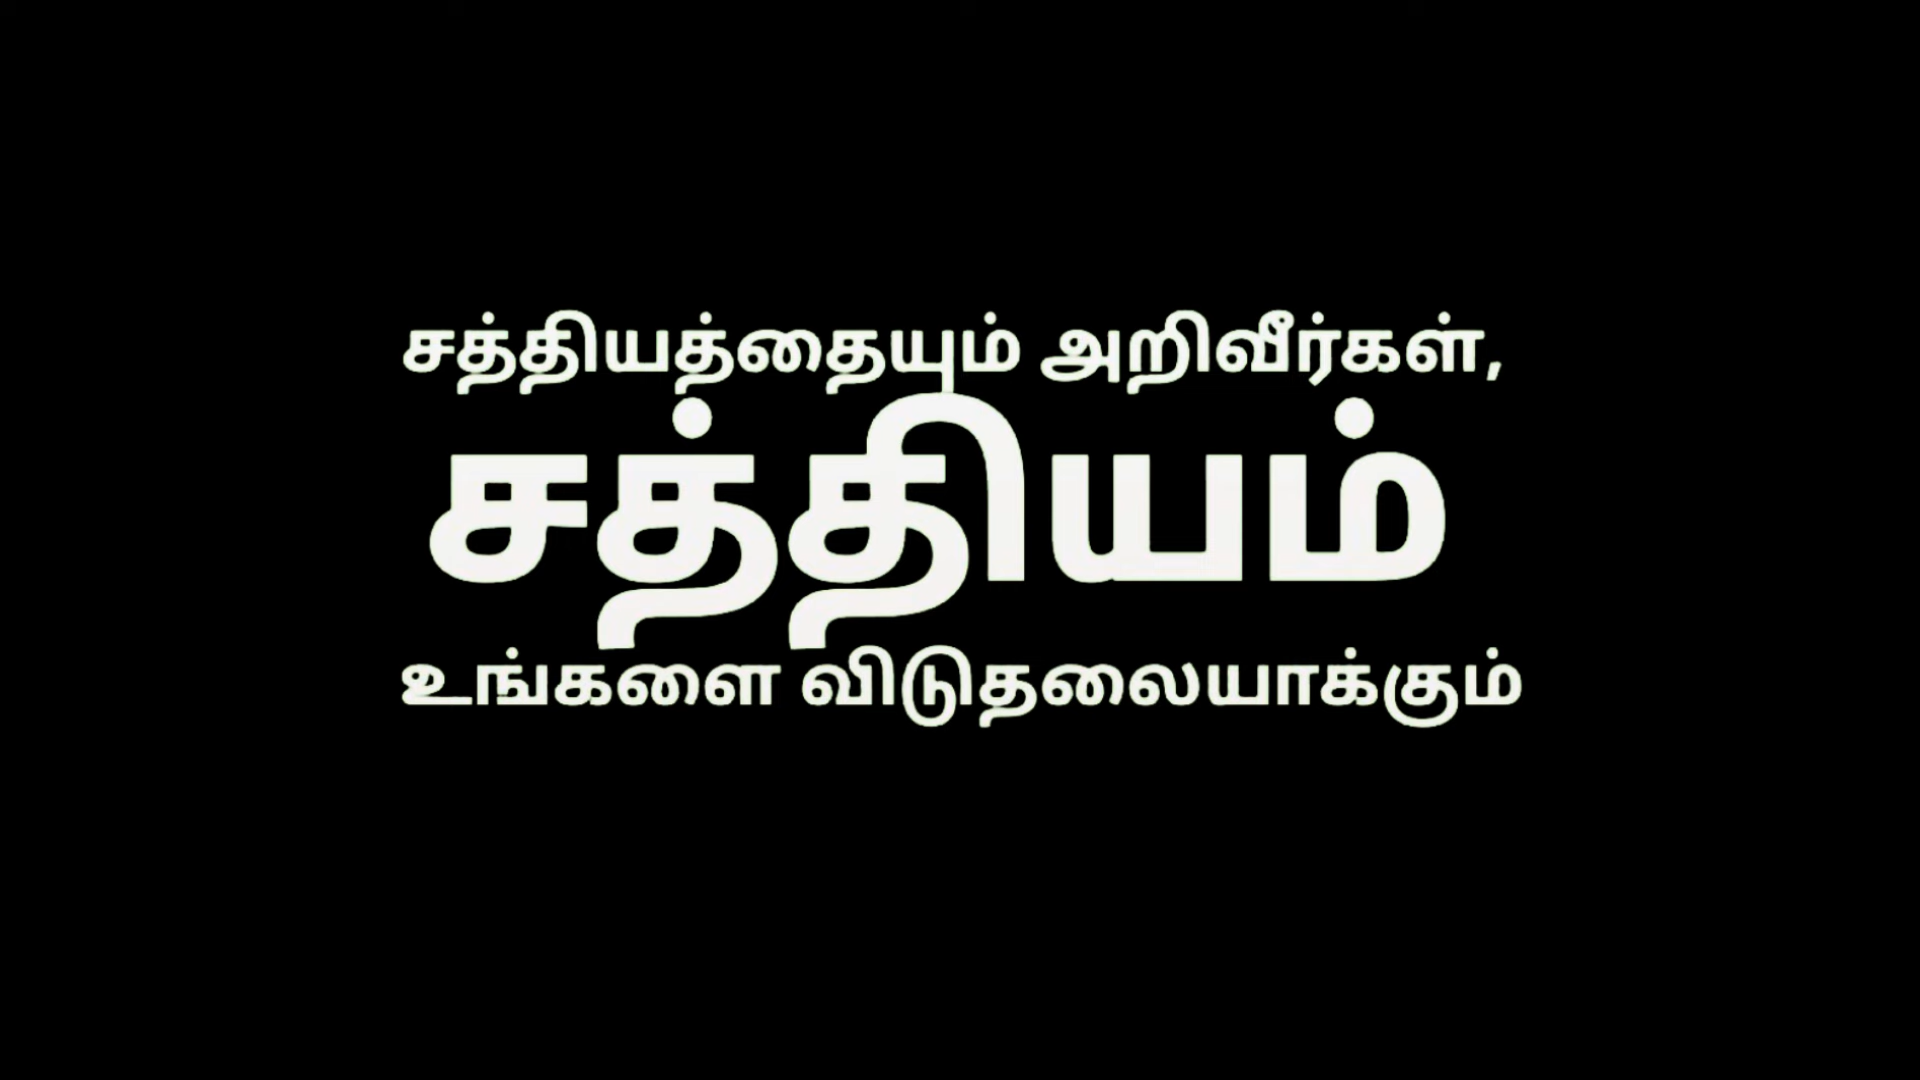 சத்தியத்தையும் அறிவீர்கள்,
சத்தியம்
உங்களை விடுதலையாக்கும்